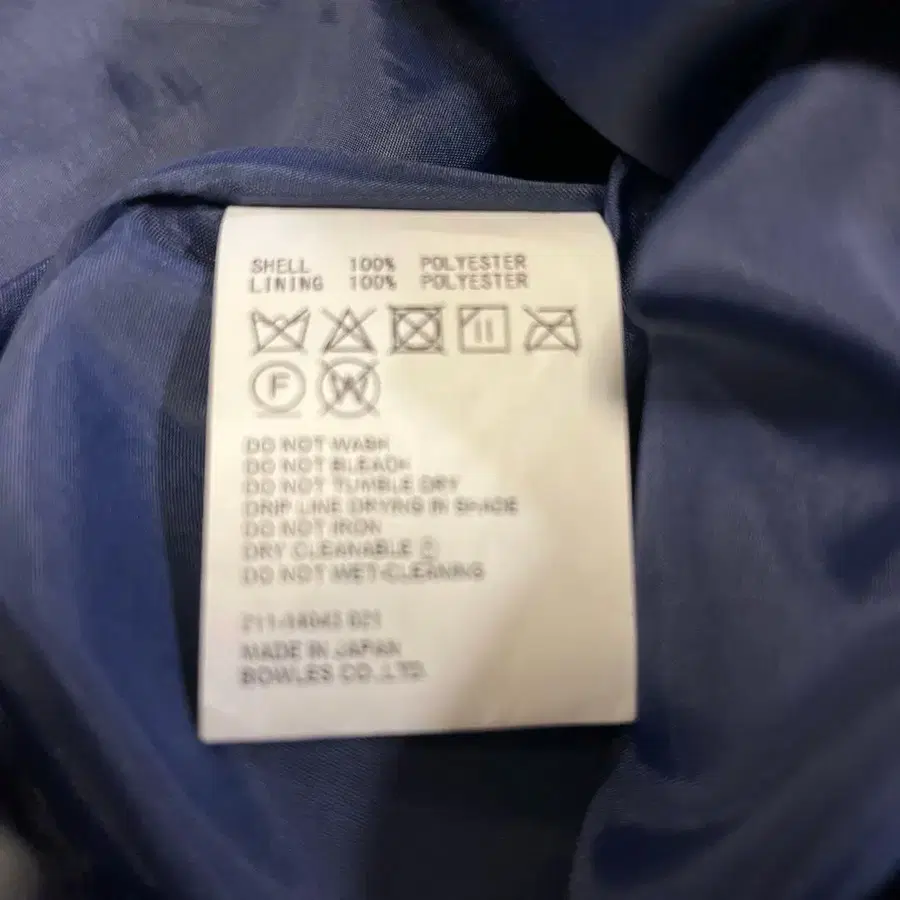 SHELL 100% POLYESTER
LINING 100% POLYESTER
F W
DO NOT WASH
DO NOT BLEACH
DO NOT TUMBLE DRY
DRIP LINE DRYING IN SHADE
DO NOT IRON
DRY CLEANABLE
DO NOT WET-CLEANING
MADE IN JAPAN
BOWLES CO.,LTD.